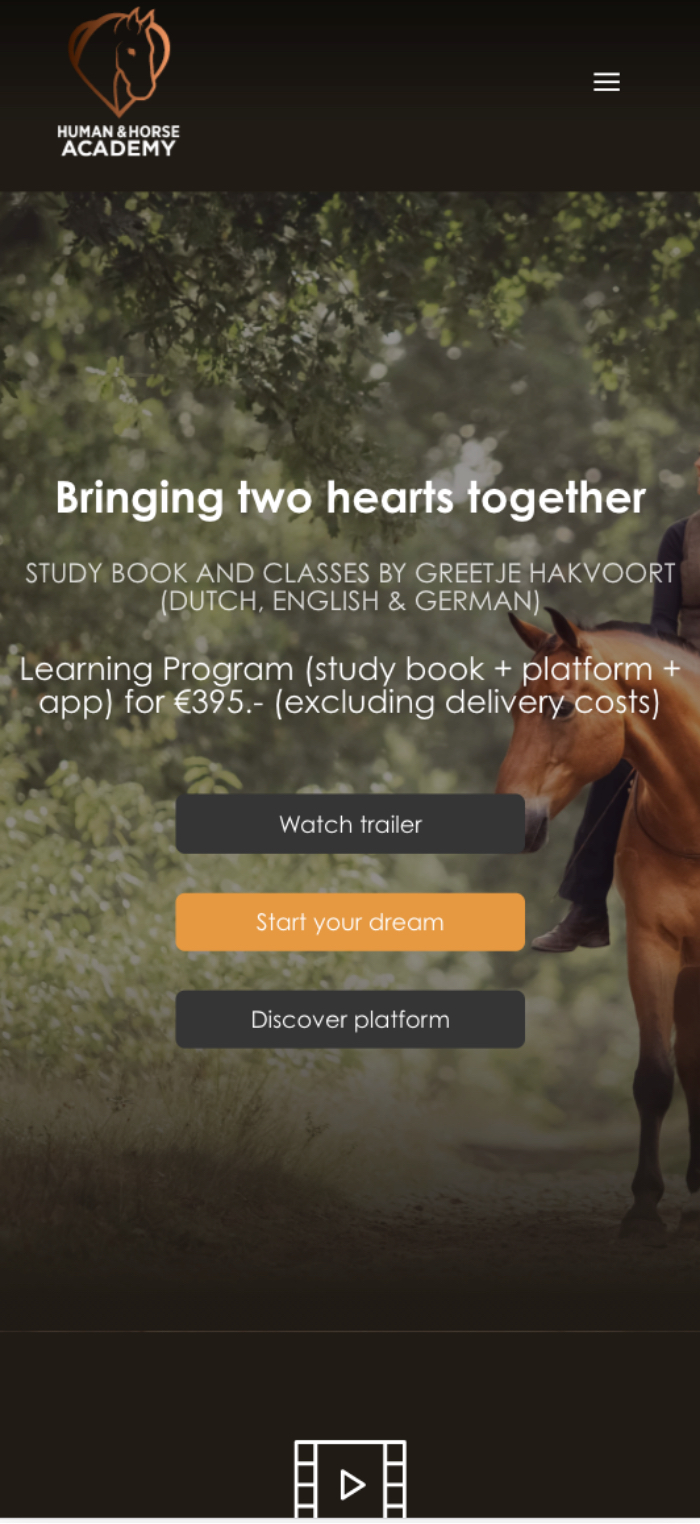 HUMAN & HORSE
ACADEMY
Bringing two hearts together
STUDY BOOK AND CLASSES BY GREETJE HAKVOORT
(DUTCH, ENGLISH & GERMAN)
Learning Program (study book + platform +
app) for €395.- (excluding delivery costs)
Watch trailer
Start your dream
Discover platform